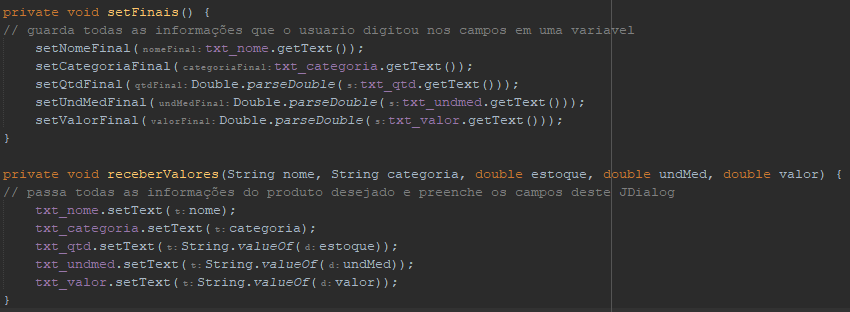 private void setFinais() {
// guarda todas as informações que o usuario digitou nos campos em uma variavel
setNomeFinal( nomeFinal: txt_nome.getText());
setCategoriaFinal( categoriaFinal: txt_categoria.getText());
setQtdFinal( qtdFinal: Double.parseDouble( s: txt_qtd.getText()));
setUndMedFinal( undMedFinal: Double.parseDouble( s: txt_undmed.getText()));
setValorFinal( valorFinal: Double.parseDouble( s: txt_valor.getText()));
}
private void receberValores(String nome, String categoria, double estoque, double undMed, double valor) {
// passa todas as informações do produto desejado e preenche os campos deste JDialog
txt_nome.setText( t: nome);
txt_categoria.setText( t: categoria);
txt_qtd.setText( t: String.valueOf( d: estoque));
txt_undmed.setText( t: String.valueOf( d: undMed));
txt_valor.setText( t: String.valueOf( d: valor));
}